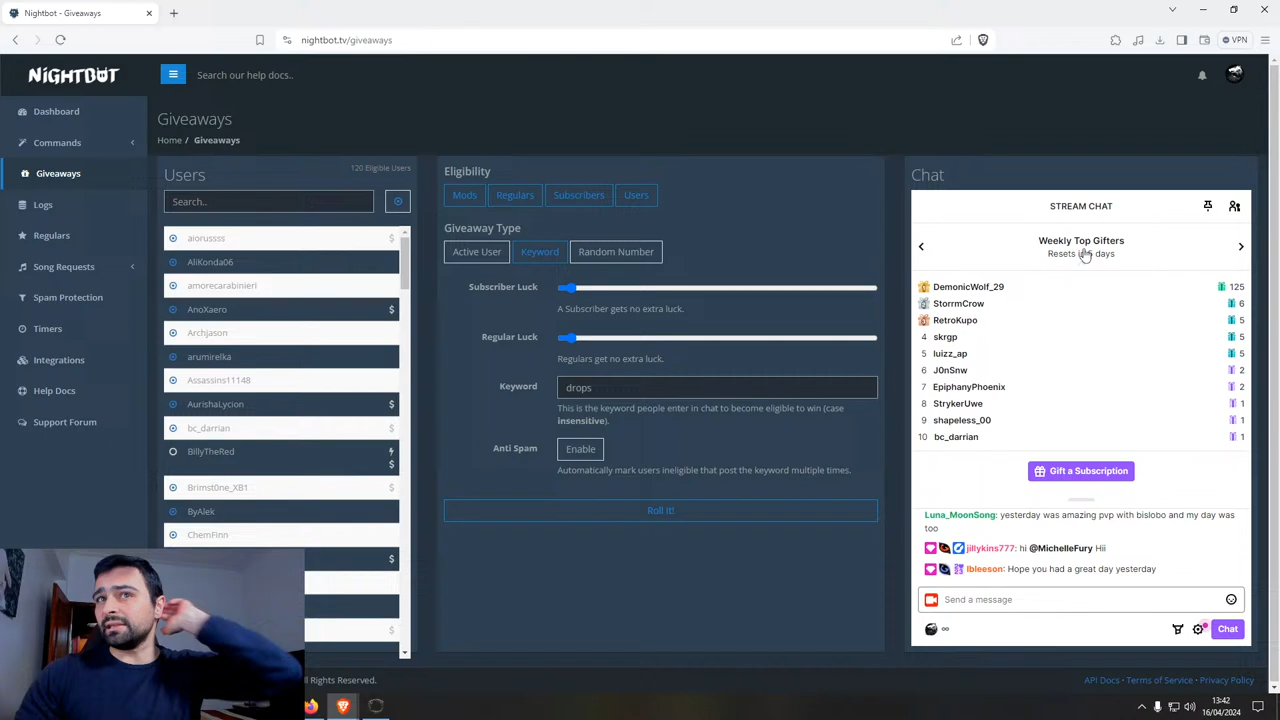 Nightbot - Giveaways
nightbot.tv/giveaways
VPN
NIGHTBOT
Search our help docs..
Dashboard
Commands
Giveaways
Logs
Regulars
Song Requests
Spam Protection
Timers
Integrations
Help Docs
Support Forum
Giveaways
Home / Giveaways
Users
120 Eligible Users
Search..
aiorussss $
AliKonda06
amorecarabinieri
AnoXaero $
Archjason
arumirelka
Assassins11148
AurishaLycion $
bc_darrian $
BillyTheRed
$
Brimst0ne_XB1 $
ByAlek
ChemFinn
$
$
Eligibility
Mods Regulars Subscribers Users
Giveaway Type
Active User Keyword Random Number
Subscriber Luck
A Subscriber gets no extra luck.
Regular Luck
Regulars get no extra luck.
Keyword drops
This is the keyword people enter in chat to become eligible to win (case
insensitive).
Anti Spam Enable
Automatically mark users ineligible that post the keyword multiple times.
Roll It!
Chat
STREAM CHAT
Weekly Top Gifters
Resets in days
DemonicWolf_29 125
StorrmCrow 6
RetroKupo 5
4 skrgp 5
5 luizz_ap 5
6 J0nSnw 2
7 EpiphanyPhoenix 2
8 StrykerUwe 1
9 shapeless_00 1
10 bc_darrian 1
Gift a Subscription
Luna_MoonSong: yesterday was amazing pvp with bislobo and my day was
too
jillykins777: hi @MichelleFury Hii
lbleeson: Hope you had a great day yesterday
Send a message
∞
Chat
ll Rights Reserved.
API Docs - Terms of Service - Privacy Policy
13:42
16/04/2024